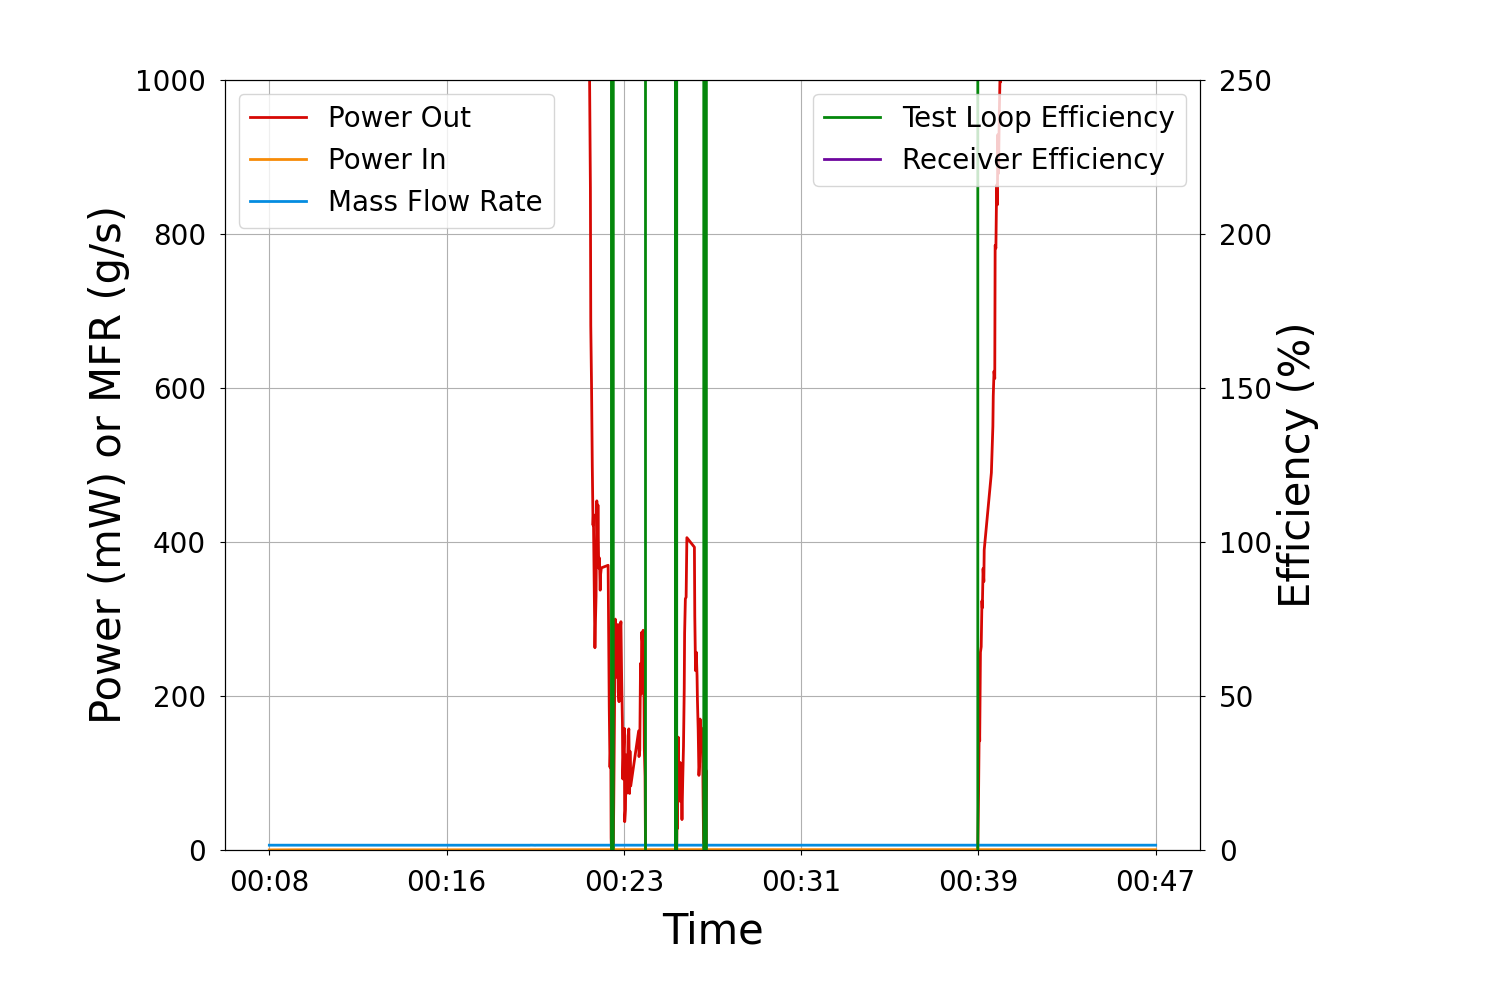 1000
800
600
400
200
0
Power (mW) or MFR (g/s)
Power Out
Power In
Mass Flow Rate
Test Loop Efficiency
Receiver Efficiency
250
200
150
100
50
0
Efficiency (%)
00:08 00:16 00:23 00:31 00:39 00:47
Time